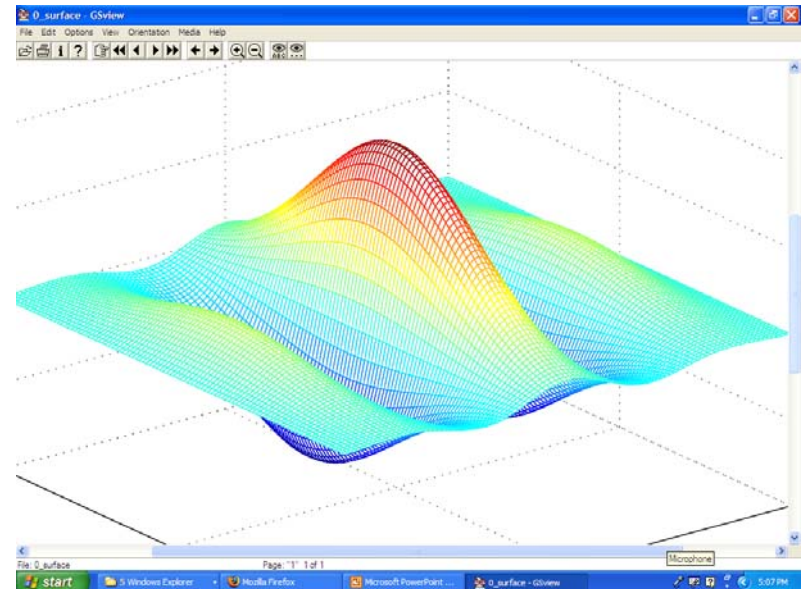 0_surface - GSview
File Edit Options View Orientation Media Help
Microphone
File: 0_surface Page: "1" 1 of 1
start 5 Windows Explorer Mozilla Firefox Microsoft PowerPoint ... 0_surface - GSview 5:07 PM